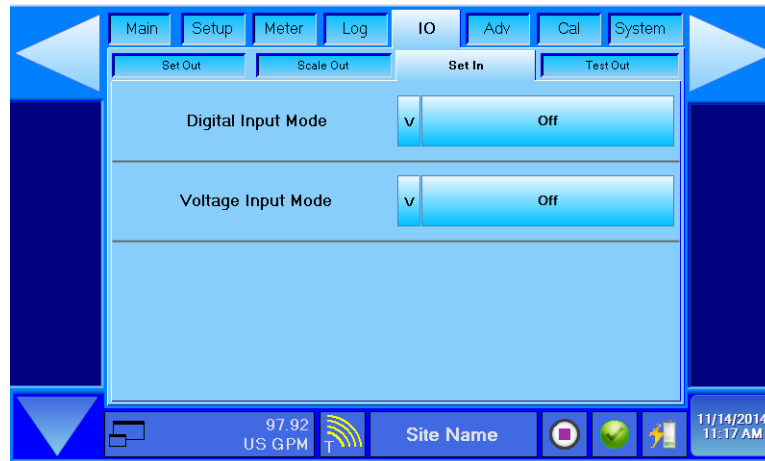 Main Setup Meter Log IO Adv Cal System
Set Out Scale Out Set In Test Out
Digital Input Mode v Off
Voltage Input Mode v Off
97.92
US GPM T Site Name
11/14/2014
11:17 AM